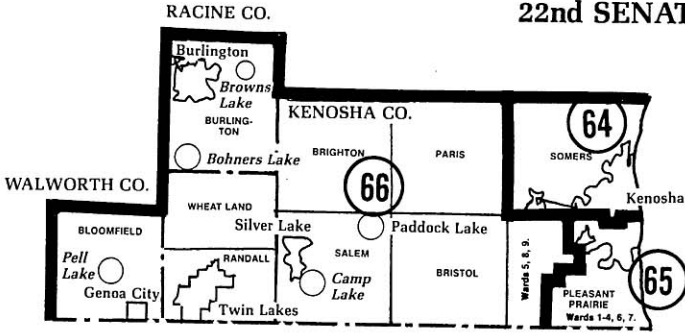 22nd SENAT
RACINE CO.
Burlington
Browns
Lake
BURLING-
TON
Bohners Lake
KENOSHA CO.
BRIGHTON
PARIS
64
SOMERS
Kenosha
66
WALWORTH CO.
WHEAT LAND
BLOOMFIELD
Silver Lake
Paddock Lake
Pell
Lake
Genoa City
RANDALL
Twin Lakes
SALEM
Camp
Lake
BRISTOL
Wards 5, 8, 9.
65
PLEASANT
PRAIRIE
Wards 1-4, 6, 7.